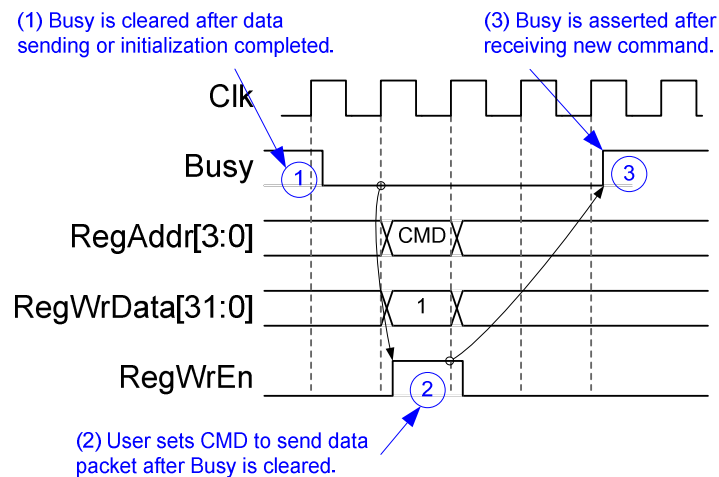 (1) Busy is cleared after data
sending or initialization completed.
(3) Busy is asserted after
receiving new command.
Clk
Busy
1
3
RegAddr[3:0]
CMD
RegWrData[31:0]
1
RegWrEn
2
(2) User sets CMD to send data
packet after Busy is cleared.